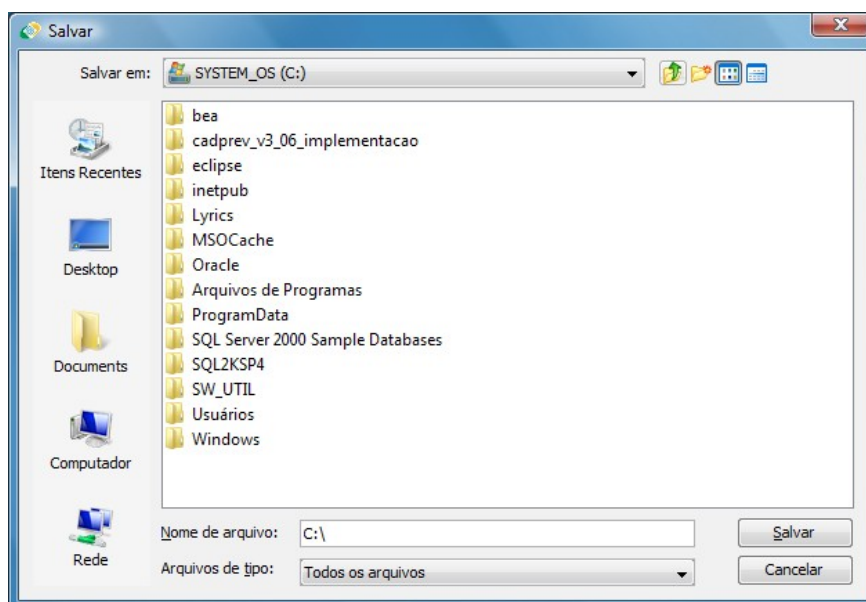 Salvar
Salvar em: SYSTEM_OS (C:)
Itens Recentes
Desktop
Documents
Computador
Rede
bea
cadprev_v3_06_implementacao
eclipse
inetpub
Lyrics
MSOCache
Oracle
Arquivos de Programas
ProgramData
SQL Server 2000 Sample Databases
SQL2KSP4
SW_UTIL
Usuários
Windows
Nome de arquivo: C:\
Salvar
Arquivos de tipo: Todos os arquivos
Cancelar